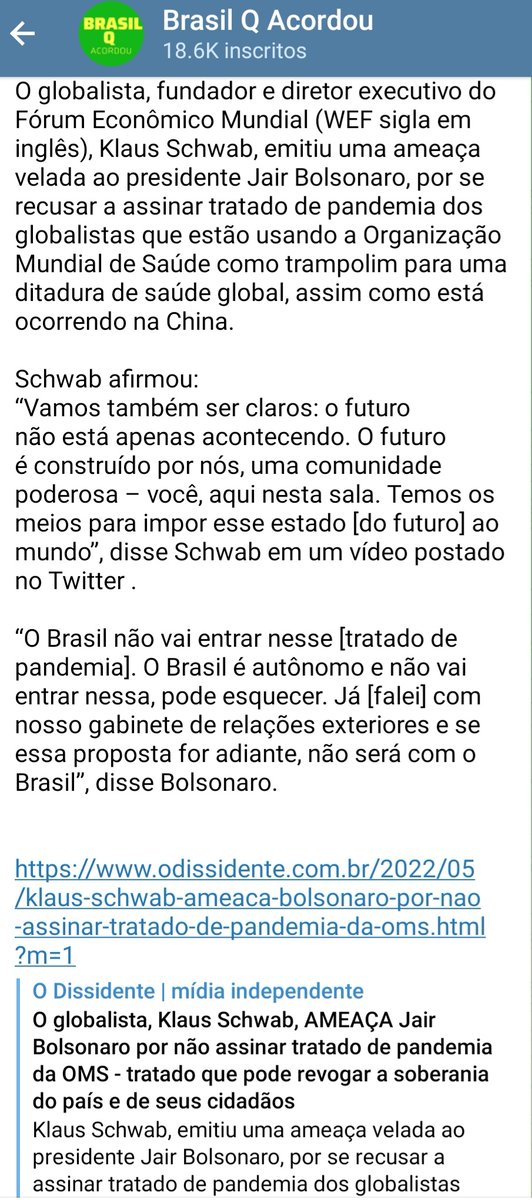 BRASIL
Q
ACORDOU
Brasil Q Acordou
18.6K inscritos
O globalista, fundador e diretor executivo do
Fórum Econômico Mundial (WEF sigla em
inglês), Klaus Schwab, emitiu uma ameaça
velada ao presidente Jair Bolsonaro, por se
recusar a assinar tratado de pandemia dos
globalistas que estão usando a Organização
Mundial de Saúde como trampolim para uma
ditadura de saúde global, assim como está
ocorrendo na China.
Schwab afirmou:
“Vamos também ser claros: o futuro
não está apenas acontecendo. O futuro
é construído por nós, uma comunidade
poderosa – você, aqui nesta sala. Temos os
meios para impor esse estado [do futuro] ao
mundo”, disse Schwab em um vídeo postado
no Twitter .
“O Brasil não vai entrar nesse [tratado de
pandemia]. O Brasil é autônomo e não vai
entrar nessa, pode esquecer. Já [falei] com
nosso gabinete de relações exteriores e se
essa proposta for adiante, não será com o
Brasil”, disse Bolsonaro.
https://www.odissidente.com.br/2022/05
/klaus-schwab-ameaca-bolsonaro-por-nao
-assinar-tratado-de-pandemia-da-oms.html
?m=1
O Dissidente | mídia independente
O globalista, Klaus Schwab, AMEAÇA Jair
Bolsonaro por não assinar tratado de pandemia
da OMS - tratado que pode revogar a soberania
do país e de seus cidadãos
Klaus Schwab, emitiu uma ameaça velada ao
presidente Jair Bolsonaro, por se recusar a
assinar tratado de pandemia dos globalistas